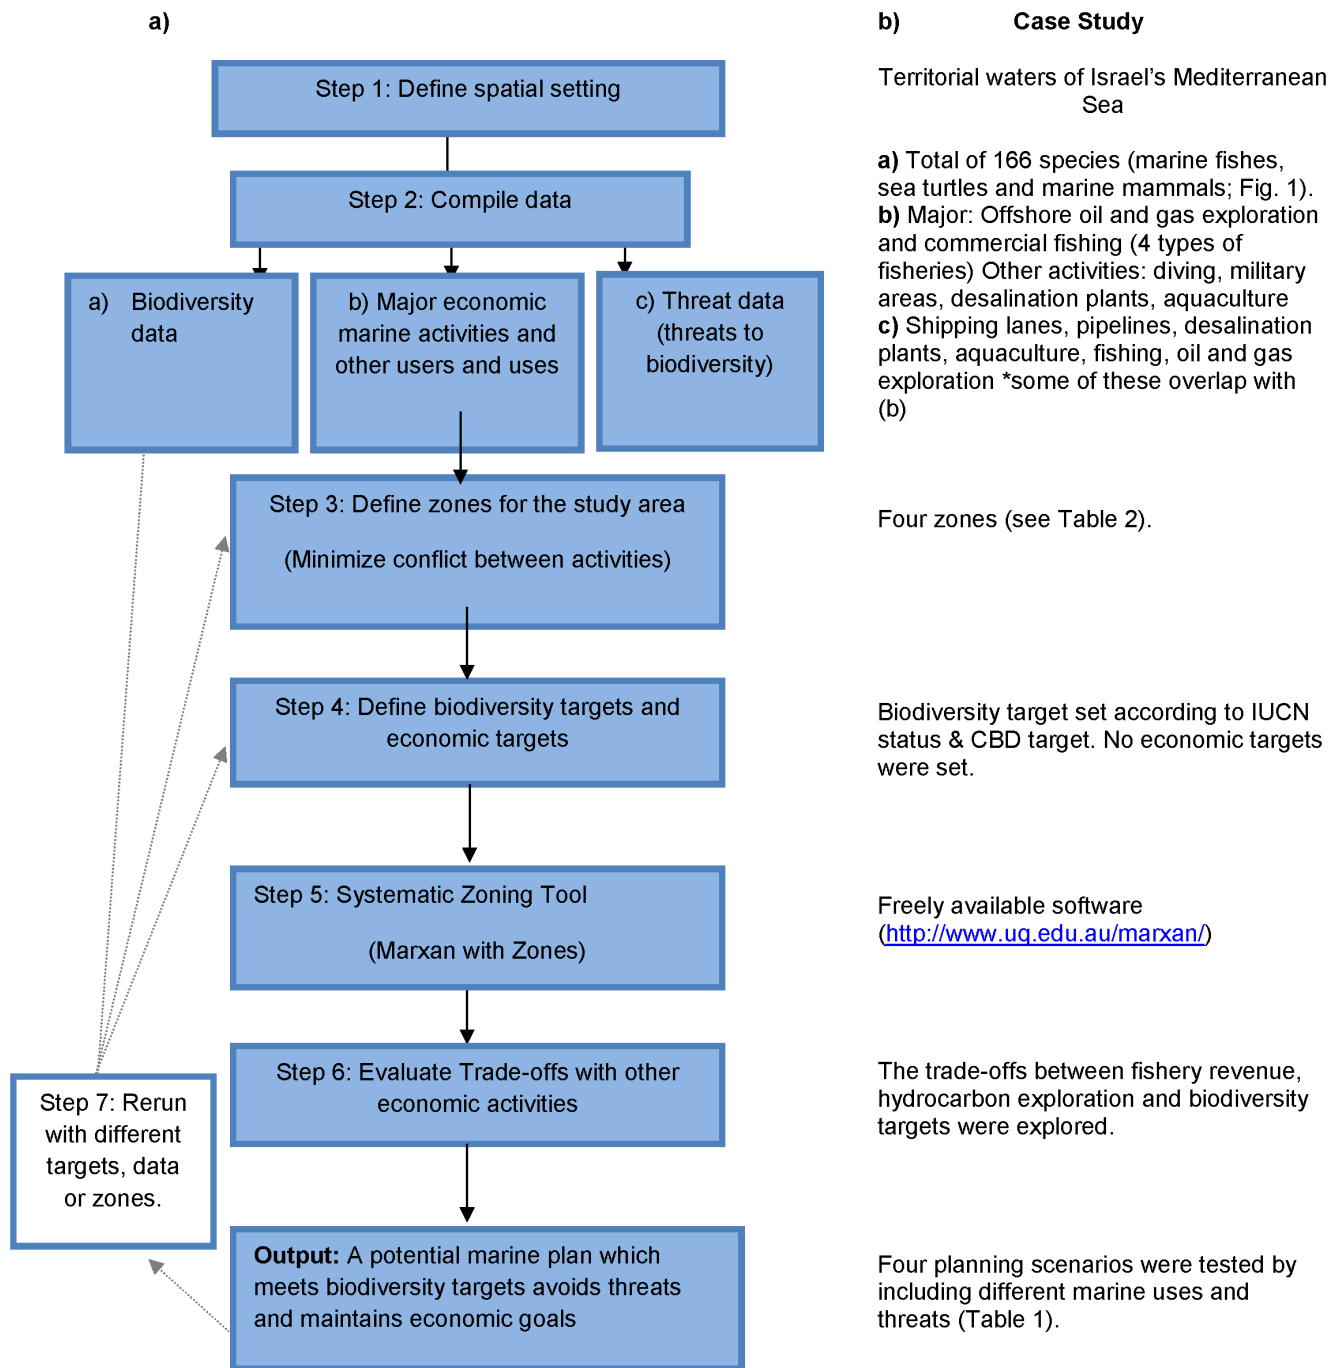 a)
Step 1: Define spatial setting
Step 2: Compile data
a) Biodiversity
data
b) Major economic
marine activities and
other users and uses
c) Threat data
(threats to
biodiversity)
Step 3: Define zones for the study area
(Minimize conflict between activities)
Step 4: Define biodiversity targets and
economic targets
Step 5: Systematic Zoning Tool
(Marxan with Zones)
Step 6: Evaluate Trade-offs with other
economic activities
Step 7: Rerun
with different
targets, data
or zones.
Output: A potential marine plan which
meets biodiversity targets avoids threats
and maintains economic goals
b) Case Study
Territorial waters of Israel's Mediterranean
Sea
a) Total of 166 species (marine fishes,
sea turtles and marine mammals; Fig. 1).
b) Major: Offshore oil and gas exploration
and commercial fishing (4 types of
fisheries) Other activities: diving, military
areas, desalination plants, aquaculture
c) Shipping lanes, pipelines, desalination
plants, aquaculture, fishing, oil and gas
exploration *some of these overlap with
(b)
Four zones (see Table 2).
Biodiversity target set according to IUCN
status & CBD target. No economic targets
were set.
Freely available software
(http://www.uq.edu.au/marxan/)
The trade-offs between fishery revenue,
hydrocarbon exploration and biodiversity
targets were explored.
Four planning scenarios were tested by
including different marine uses and
threats (Table 1).